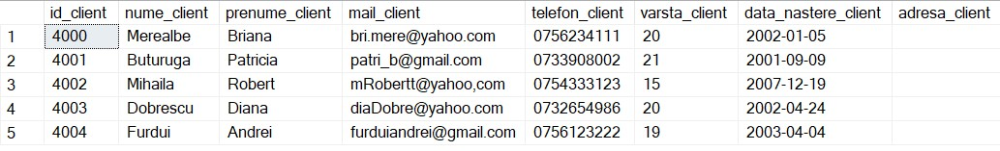 id_client nume_client prenume_client mail_client telefon_client varsta_client data_nastere_client adresa_client
1 4000 Merealbe Briana bri.mere@yahoo.com 0756234111 20 2002-01-05
2 4001 Buturuga Patricia patri_b@gmail.com 0733908002 21 2001-09-09
3 4002 Mihaila Robert mRobertt@yahoo,com 0754333123 15 2007-12-19
4 4003 Dobrescu Diana diaDobre@yahoo.com 0732654986 20 2002-04-24
5 4004 Furdui Andrei furduiandrei@gmail.com 0756123222 19 2003-04-04